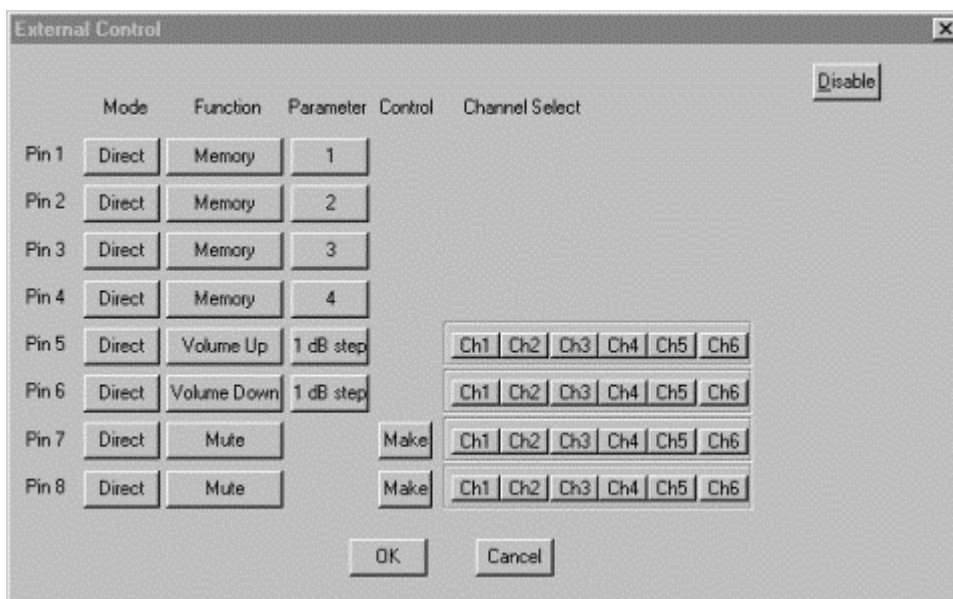 External Control
Disable
Mode Function Parameter Control Channel Select
Pin 1 Direct Memory 1
Pin 2 Direct Memory 2
Pin 3 Direct Memory 3
Pin 4 Direct Memory 4
Pin 5 Direct Volume Up 1 dB step Ch1 Ch2 Ch3 Ch4 Ch5 Ch6
Pin 6 Direct Volume Down 1 dB step Ch1 Ch2 Ch3 Ch4 Ch5 Ch6
Pin 7 Direct Mute Make Ch1 Ch2 Ch3 Ch4 Ch5 Ch6
Pin 8 Direct Mute Make Ch1 Ch2 Ch3 Ch4 Ch5 Ch6
OK Cancel